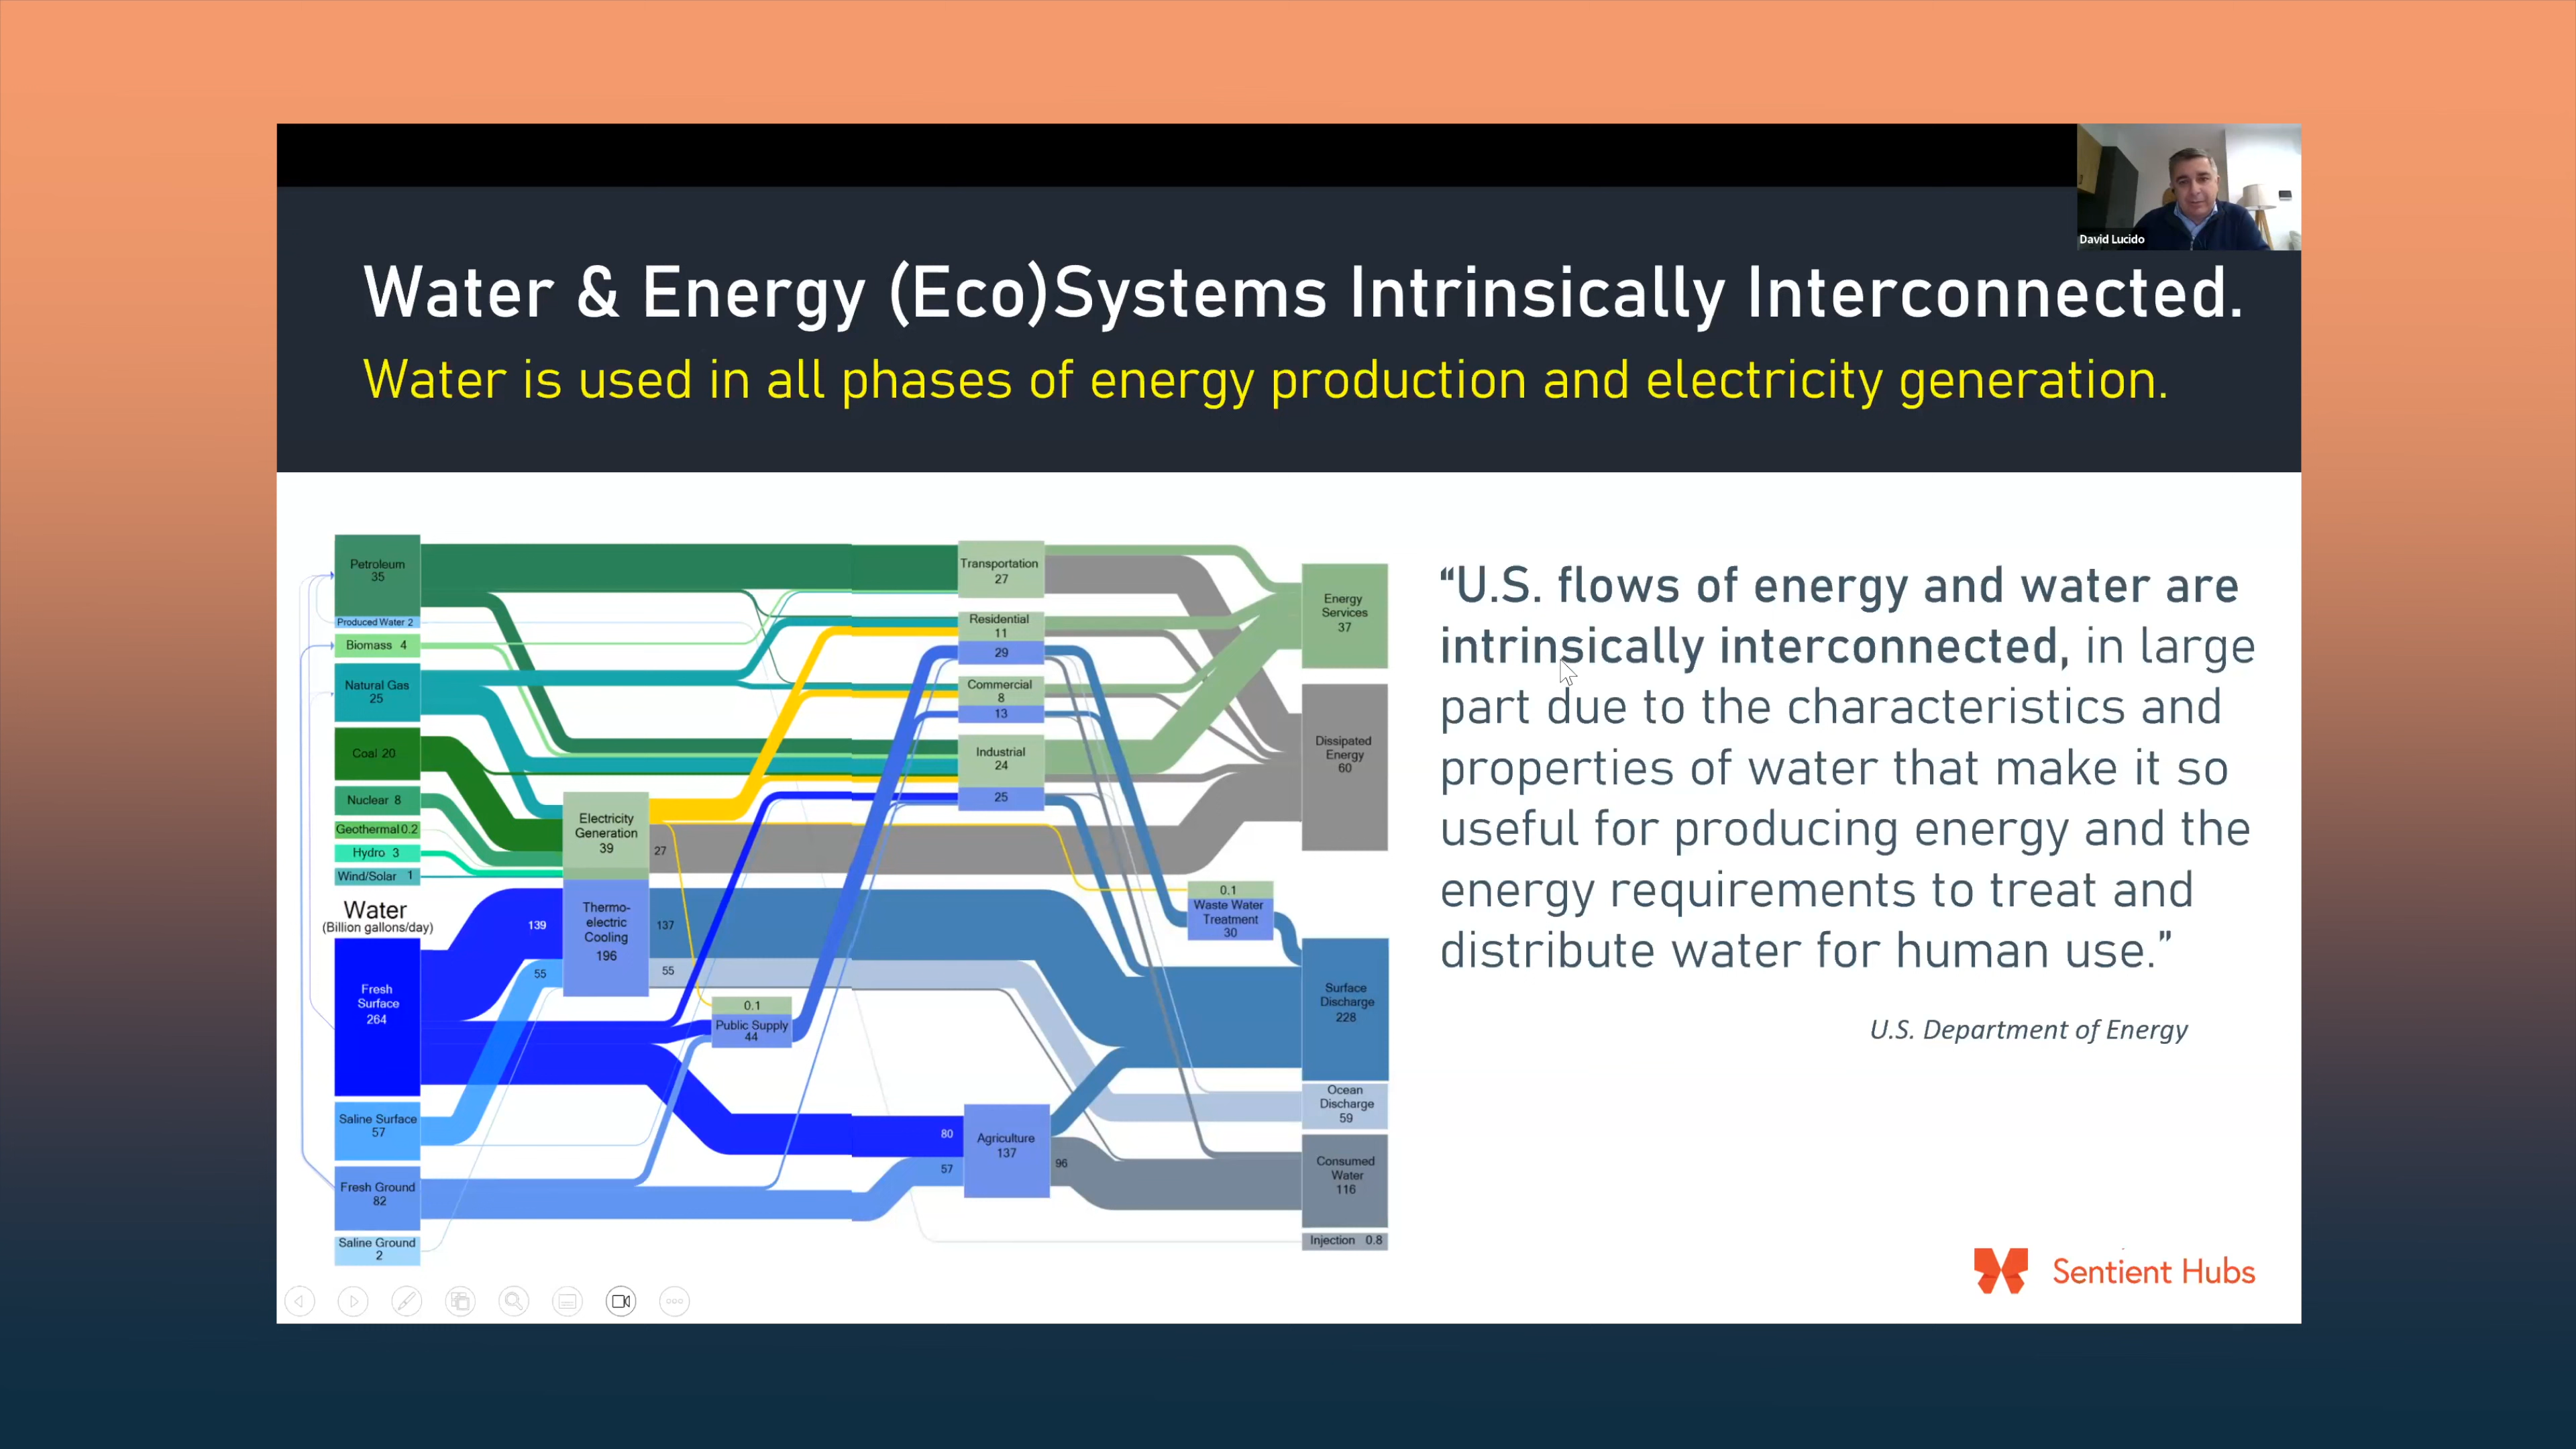 David Lucido
Water & Energy (Eco)Systems Intrinsically Interconnected.
Water is used in all phases of energy production and electricity generation.
Petroleum
35
Produced Water 2
Biomass 4
Natural Gas
25
Coal 20
Nuclear 8
Geothermal 0.2
Hydro 3
Wind/Solar 1
Water
(Billion gallons/day)
Fresh
Surface
264
Saline Surface
57
Fresh Ground
82
Saline Ground
2
139
55
Electricity
Generation
39
27
Thermo-
electric
Cooling
196
137
55
0.1
Public Supply
44
Transportation
27
Residential
11
29
Commercial
8
13
Industrial
24
25
80
57
Agriculture
137
96
0.1
Waste Water
Treatment
30
Energy
Services
37
Dissipated
Energy
60
Surface
Discharge
228
Ocean
Discharge
59
Consumed
Water
116
Injection 0.8
“U.S. flows of energy and water are
intrinsically interconnected, in large
part due to the characteristics and
properties of water that make it so
useful for producing energy and the
energy requirements to treat and
distribute water for human use.”
U.S. Department of Energy
Sentient Hubs